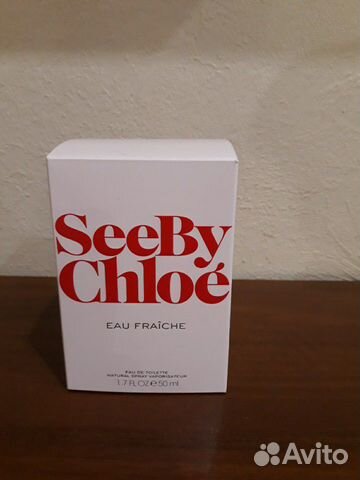 SeeBy
Chloé
EAU FRAÎCHE
EAU DE TOILETTE
NATURAL SPRAY VAPORISATEUR
1.7 FL OZ e 50 ml
Avito